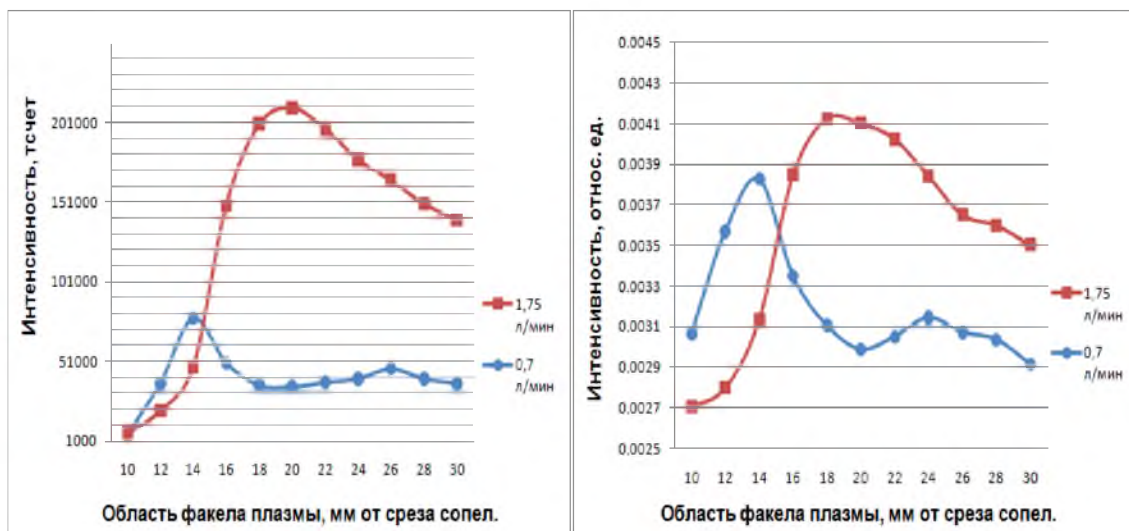 Интенсивность, тсчет
201000
151000
101000
51000
1000
10 12 14 16 18 20 22 24 26 28 30
Область факела плазмы, мм от среза сопел.
1,75
л/мин
0,7
л/мин
Интенсивность, относ. ед.
0.0045
0.0043
0.0041
0.0039
0.0037
0.0035
0.0033
0.0031
0.0029
0.0027
0.0025
10 12 14 16 18 20 22 24 26 28 30
Область факела плазмы, мм от среза сопел.
1,75
л/мин
0,7
л/мин